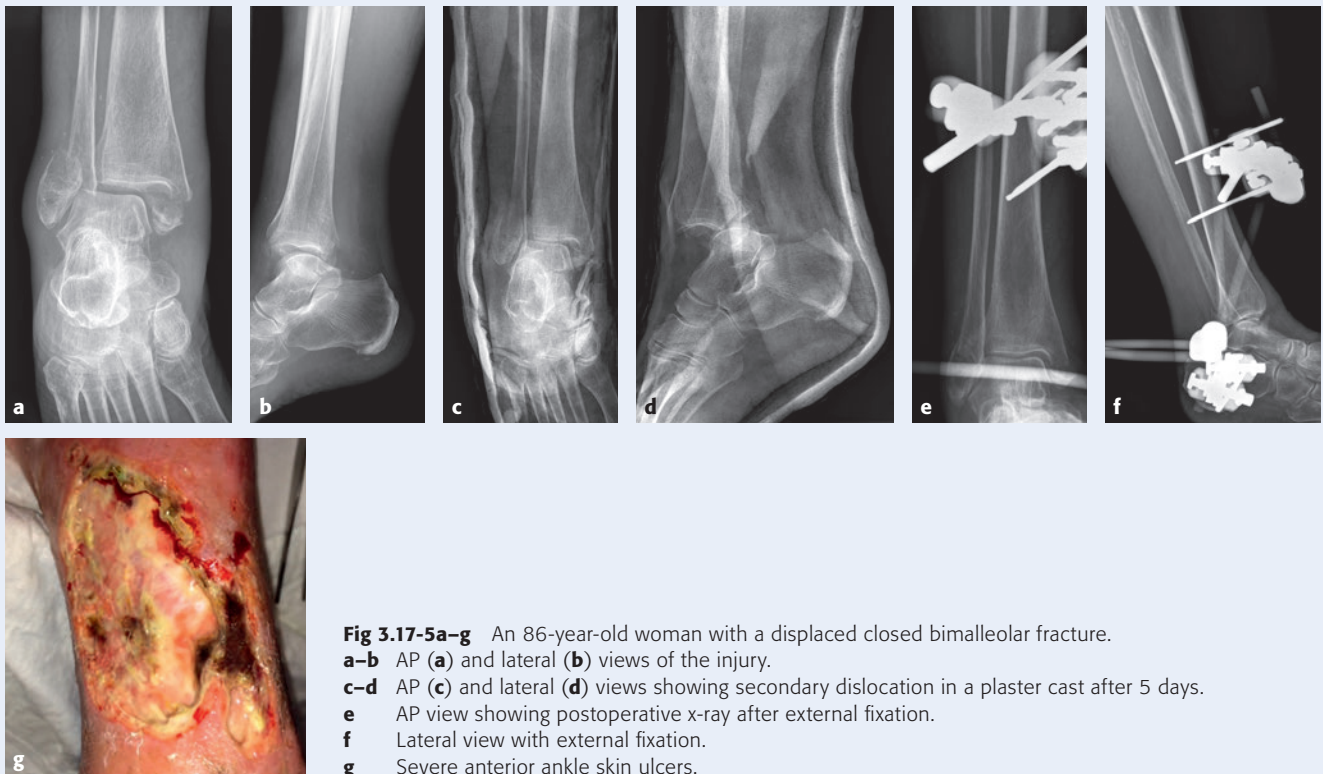 a
b
c
d
e
f
g
Fig 3.17-5a–g An 86-year-old woman with a displaced closed bimalleolar fracture.
a–b AP (a) and lateral (b) views of the injury.
c–d AP (c) and lateral (d) views showing secondary dislocation in a plaster cast after 5 days.
e AP view showing postoperative x-ray after external fixation.
f Lateral view with external fixation.
g Severe anterior ankle skin ulcers.